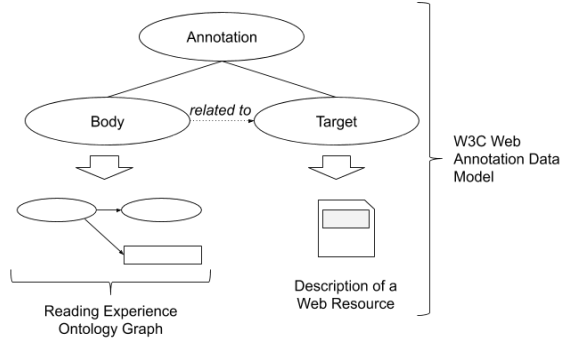 Annotation
related to
Body
Target
W3C Web
Annotation Data
Model
Description of a
Web Resource
Reading Experience
Ontology Graph